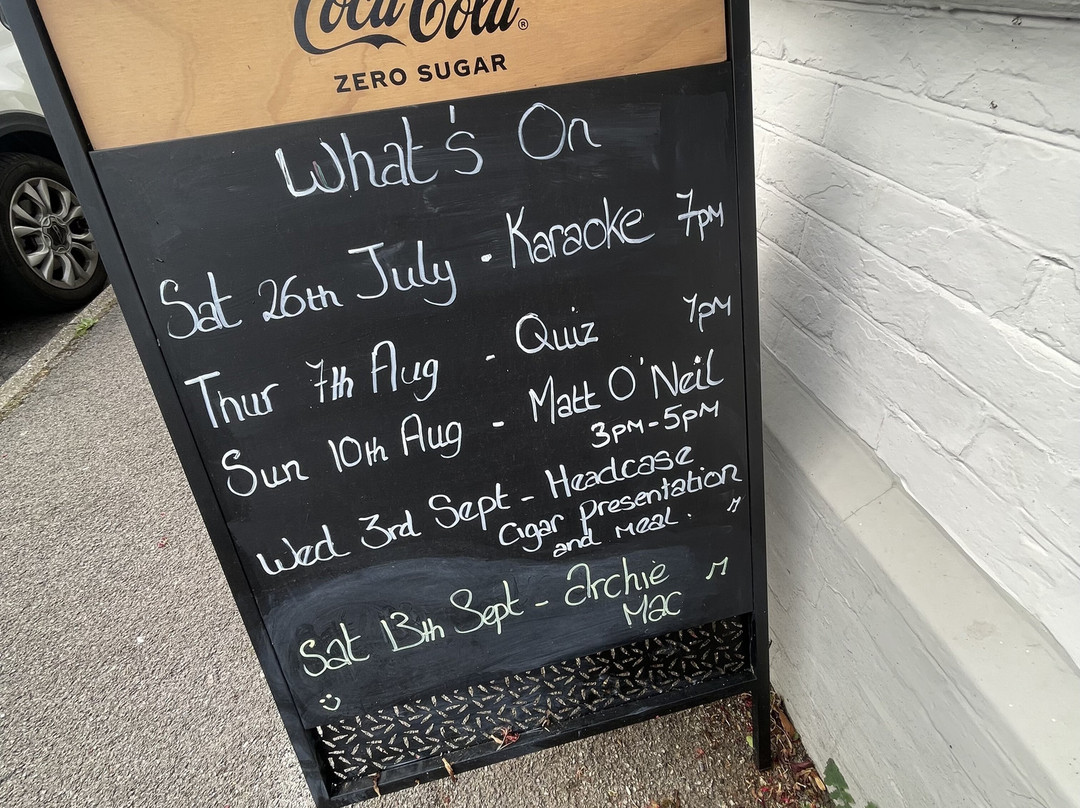 Coca-Cola®
ZERO SUGAR
What's On
Sat 26th July - Karaoke 7pm
Thur 7th Aug - Quiz 7pm
Sun 10th Aug - Matt O'Neil
3pm-5pm
Wed 3rd Sept - Headcase
Cigar presentation
and meal.
Sat 13th Sept - Archie
Mac